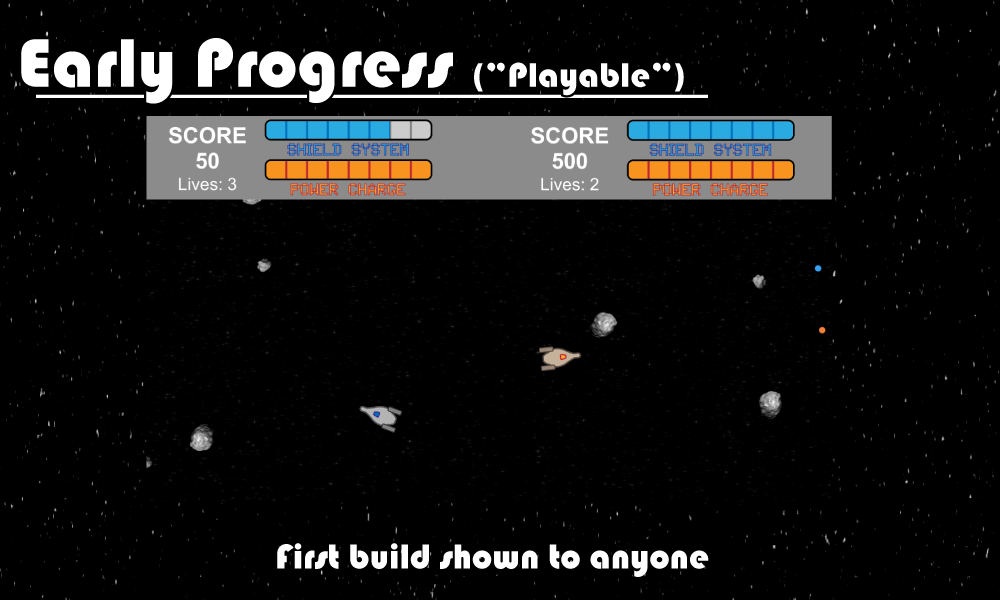 Early Progress ("Playable")
SCORE
50
Lives: 3
SHIELD SYSTEM
POWER CHARGE
SCORE
500
Lives: 2
SHIELD SYSTEM
POWER CHARGE
First build shown to anyone